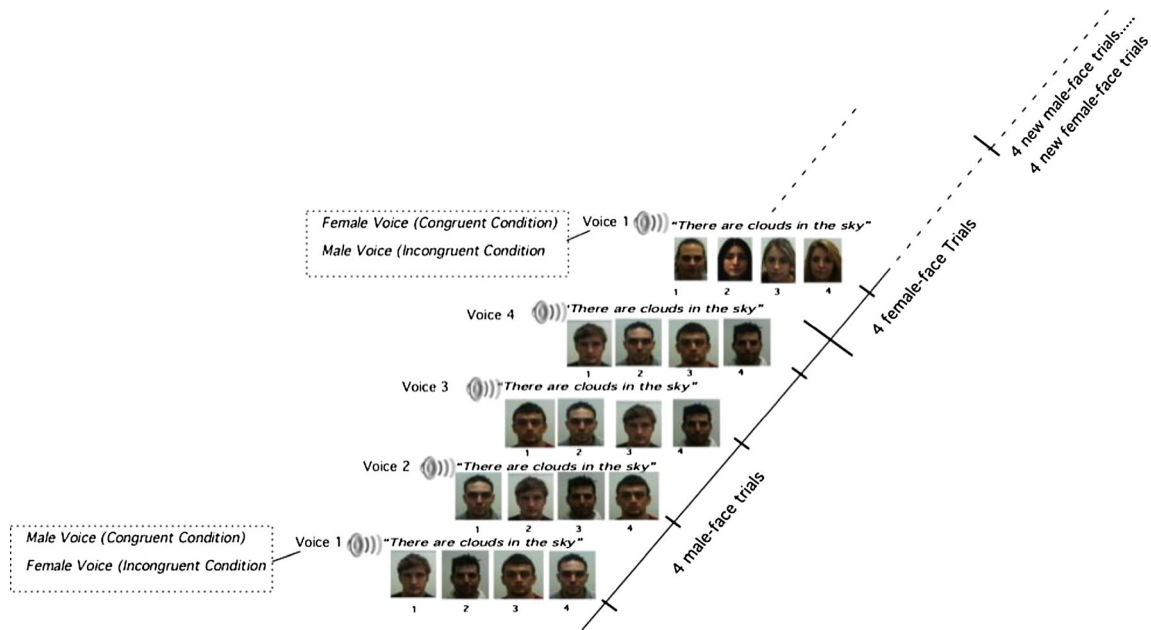 4 new male-face trials.....
4 new female-face trials
Female Voice (Congruent Condition)
Male Voice (Incongruent Condition
Voice 1
"There are clouds in the sky"
1 2 3 4
4 female-face Trials
Voice 4
"There are clouds in the sky"
1 2 3 4
Voice 3
"There are clouds in the sky"
1 2 3 4
Voice 2
"There are clouds in the sky"
1 2 3 4
4 male-face trials
Male Voice (Congruent Condition)
Female Voice (Incongruent Condition
Voice 1
"There are clouds in the sky"
1 2 3 4